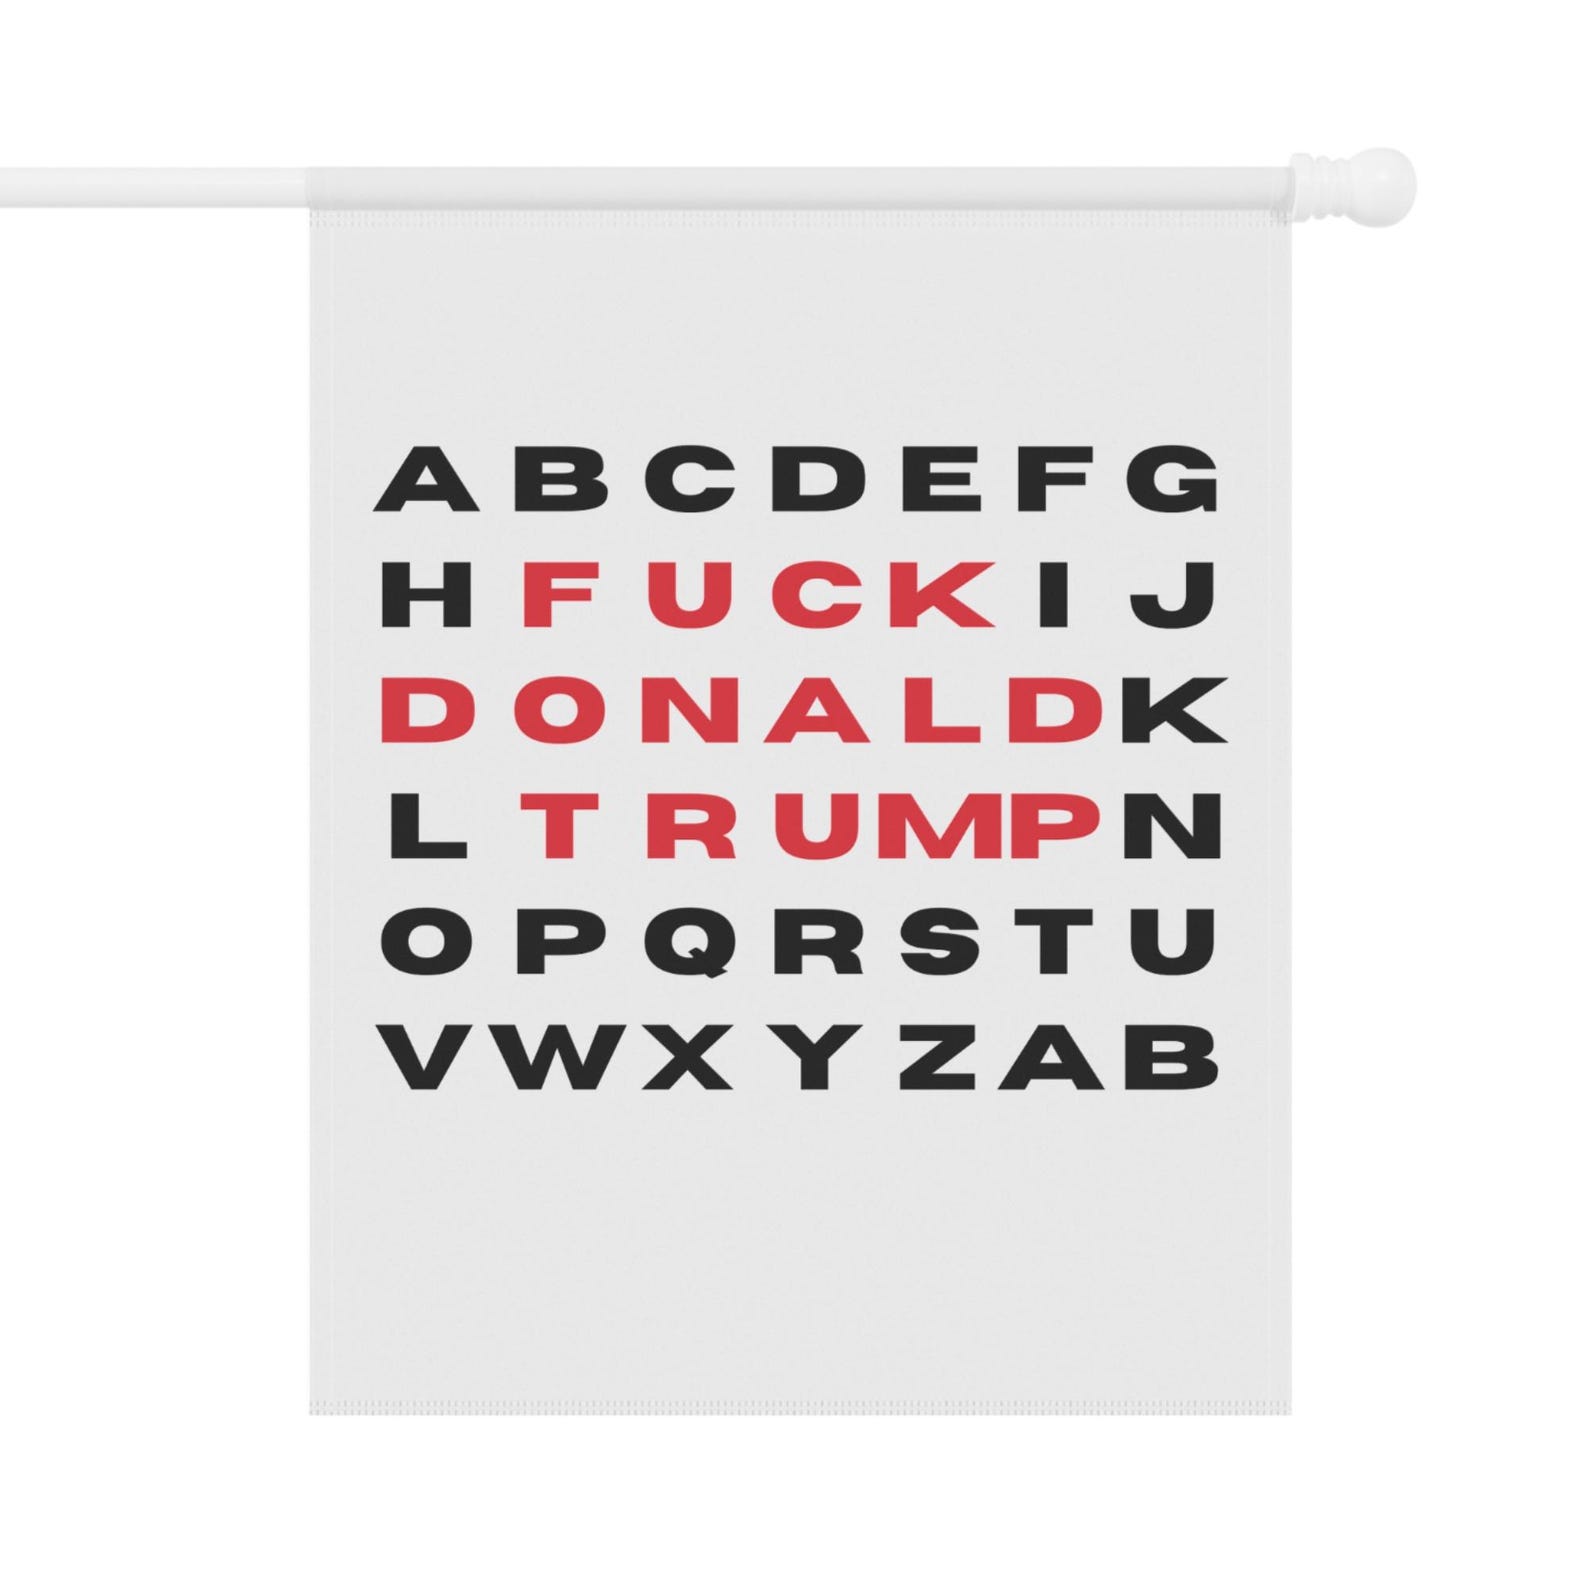 A B C D E F G
H F U C K I J
D O N A L D K
L T R U M P N
O P Q R S T U
V W X Y Z A B